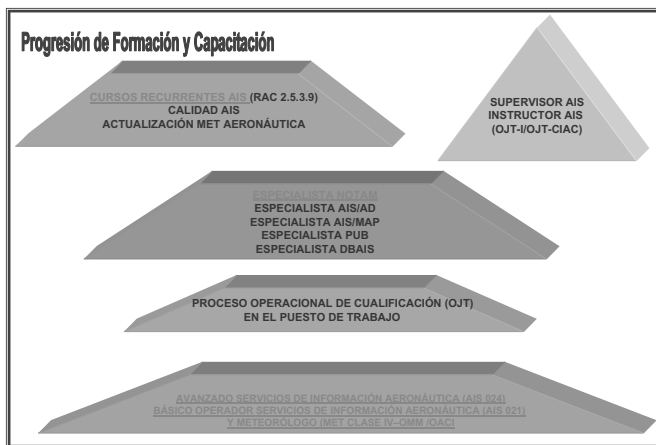 Progresión de Formación y Capacitación
CURSOS RECURRENTES AIS (RAC 2.5.3.9)
CALIDAD AIS
ACTUALIZACIÓN MET AERONÁUTICA
SUPERVISOR AIS
INSTRUCTOR AIS
(OJT-I/OJT-CIAC)
ESPECIALISTA NOTAM
ESPECIALISTA AIS/AD
ESPECIALISTA AIS/MAP
ESPECIALISTA PUB
ESPECIALISTA DBAIS
PROCESO OPERACIONAL DE CUALIFICACIÓN (OJT)
EN EL PUESTO DE TRABAJO
AVANZADO SERVICIOS DE INFORMACIÓN AERONÁUTICA (AIS 024)
BÁSICO OPERADOR SERVICIOS DE INFORMACIÓN AERONÁUTICA (AIS 021)
Y METEORÓLOGO (MET CLASE IV–OMM /OACI